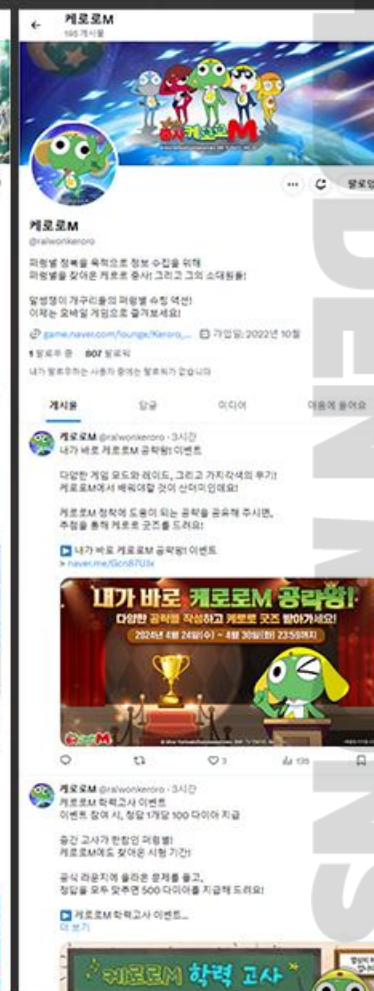 케로로M
195 게시물
케로로M
팔로잉
케로로M
@ralwonkeroro
퍼렁별 정복을 목적으로 정보 수집을 위해
퍼렁별을 찾아온 케로로 중사! 그리고 그의 소대원들!
말썽쟁이 개구리들의 퍼렁별 슈팅 액션!
이제는 모바일 게임으로 즐겨보세요!
game.naver.com/lounge/Keroro_... 가입일: 2022년 10월
1 팔로우 중 807 팔로워
내가 팔로우하는 사용자 중에는 팔로워가 없습니다
게시물 답글 미디어 마음에 들어요
케로로M @ralwonkeroro · 3시간
내가 바로 케로로M 공략왕! 이벤트
다양한 게임 모드와 레이드, 그리고 가지각색의 무기!
케로로M에서 배워야할 것이 산더미인데요!
케로로M 정착에 도움이 되는 공략을 공유해 주시면,
추첨을 통해 케로로 굿즈를 드려요!
내가 바로 케로로M 공략왕! 이벤트
> naver.me/Gcn87UIx
내가 바로 케로로M 공략왕!
다양한 공략을 작성하고 케로로 굿즈 받아가세요!
2024년 4월 24일(수) ~ 4월 30일(화) 23:59까지
3 135
케로로M @ralwonkeroro · 3시간
케로로M 학력고사 이벤트
이벤트 참여 시, 정답 1개당 100 다이아 지급
중간 고사가 한참인 퍼렁별!
케로로M에도 찾아온 시험 기간!
공식 라운지에 올라온 문제를 풀고,
정답을 모두 맞추면 500 다이아를 지급해 드려요!
케로로M 학력고사 이벤트...
더 보기
케로로M 학력 고사